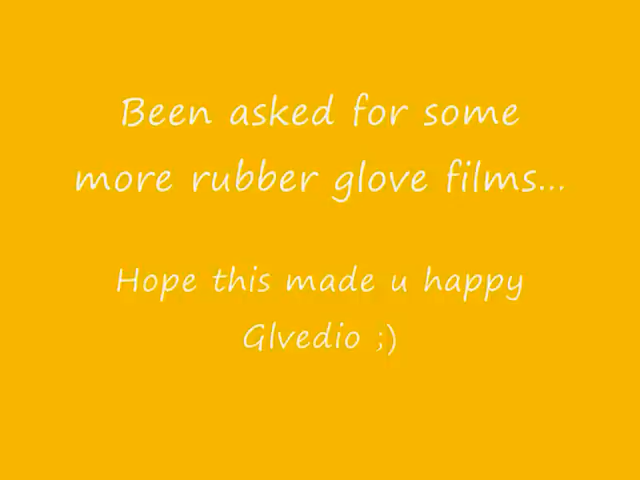 Been asked for some
more rubber glove films...
Hope this made u happy
Glvedio ;)